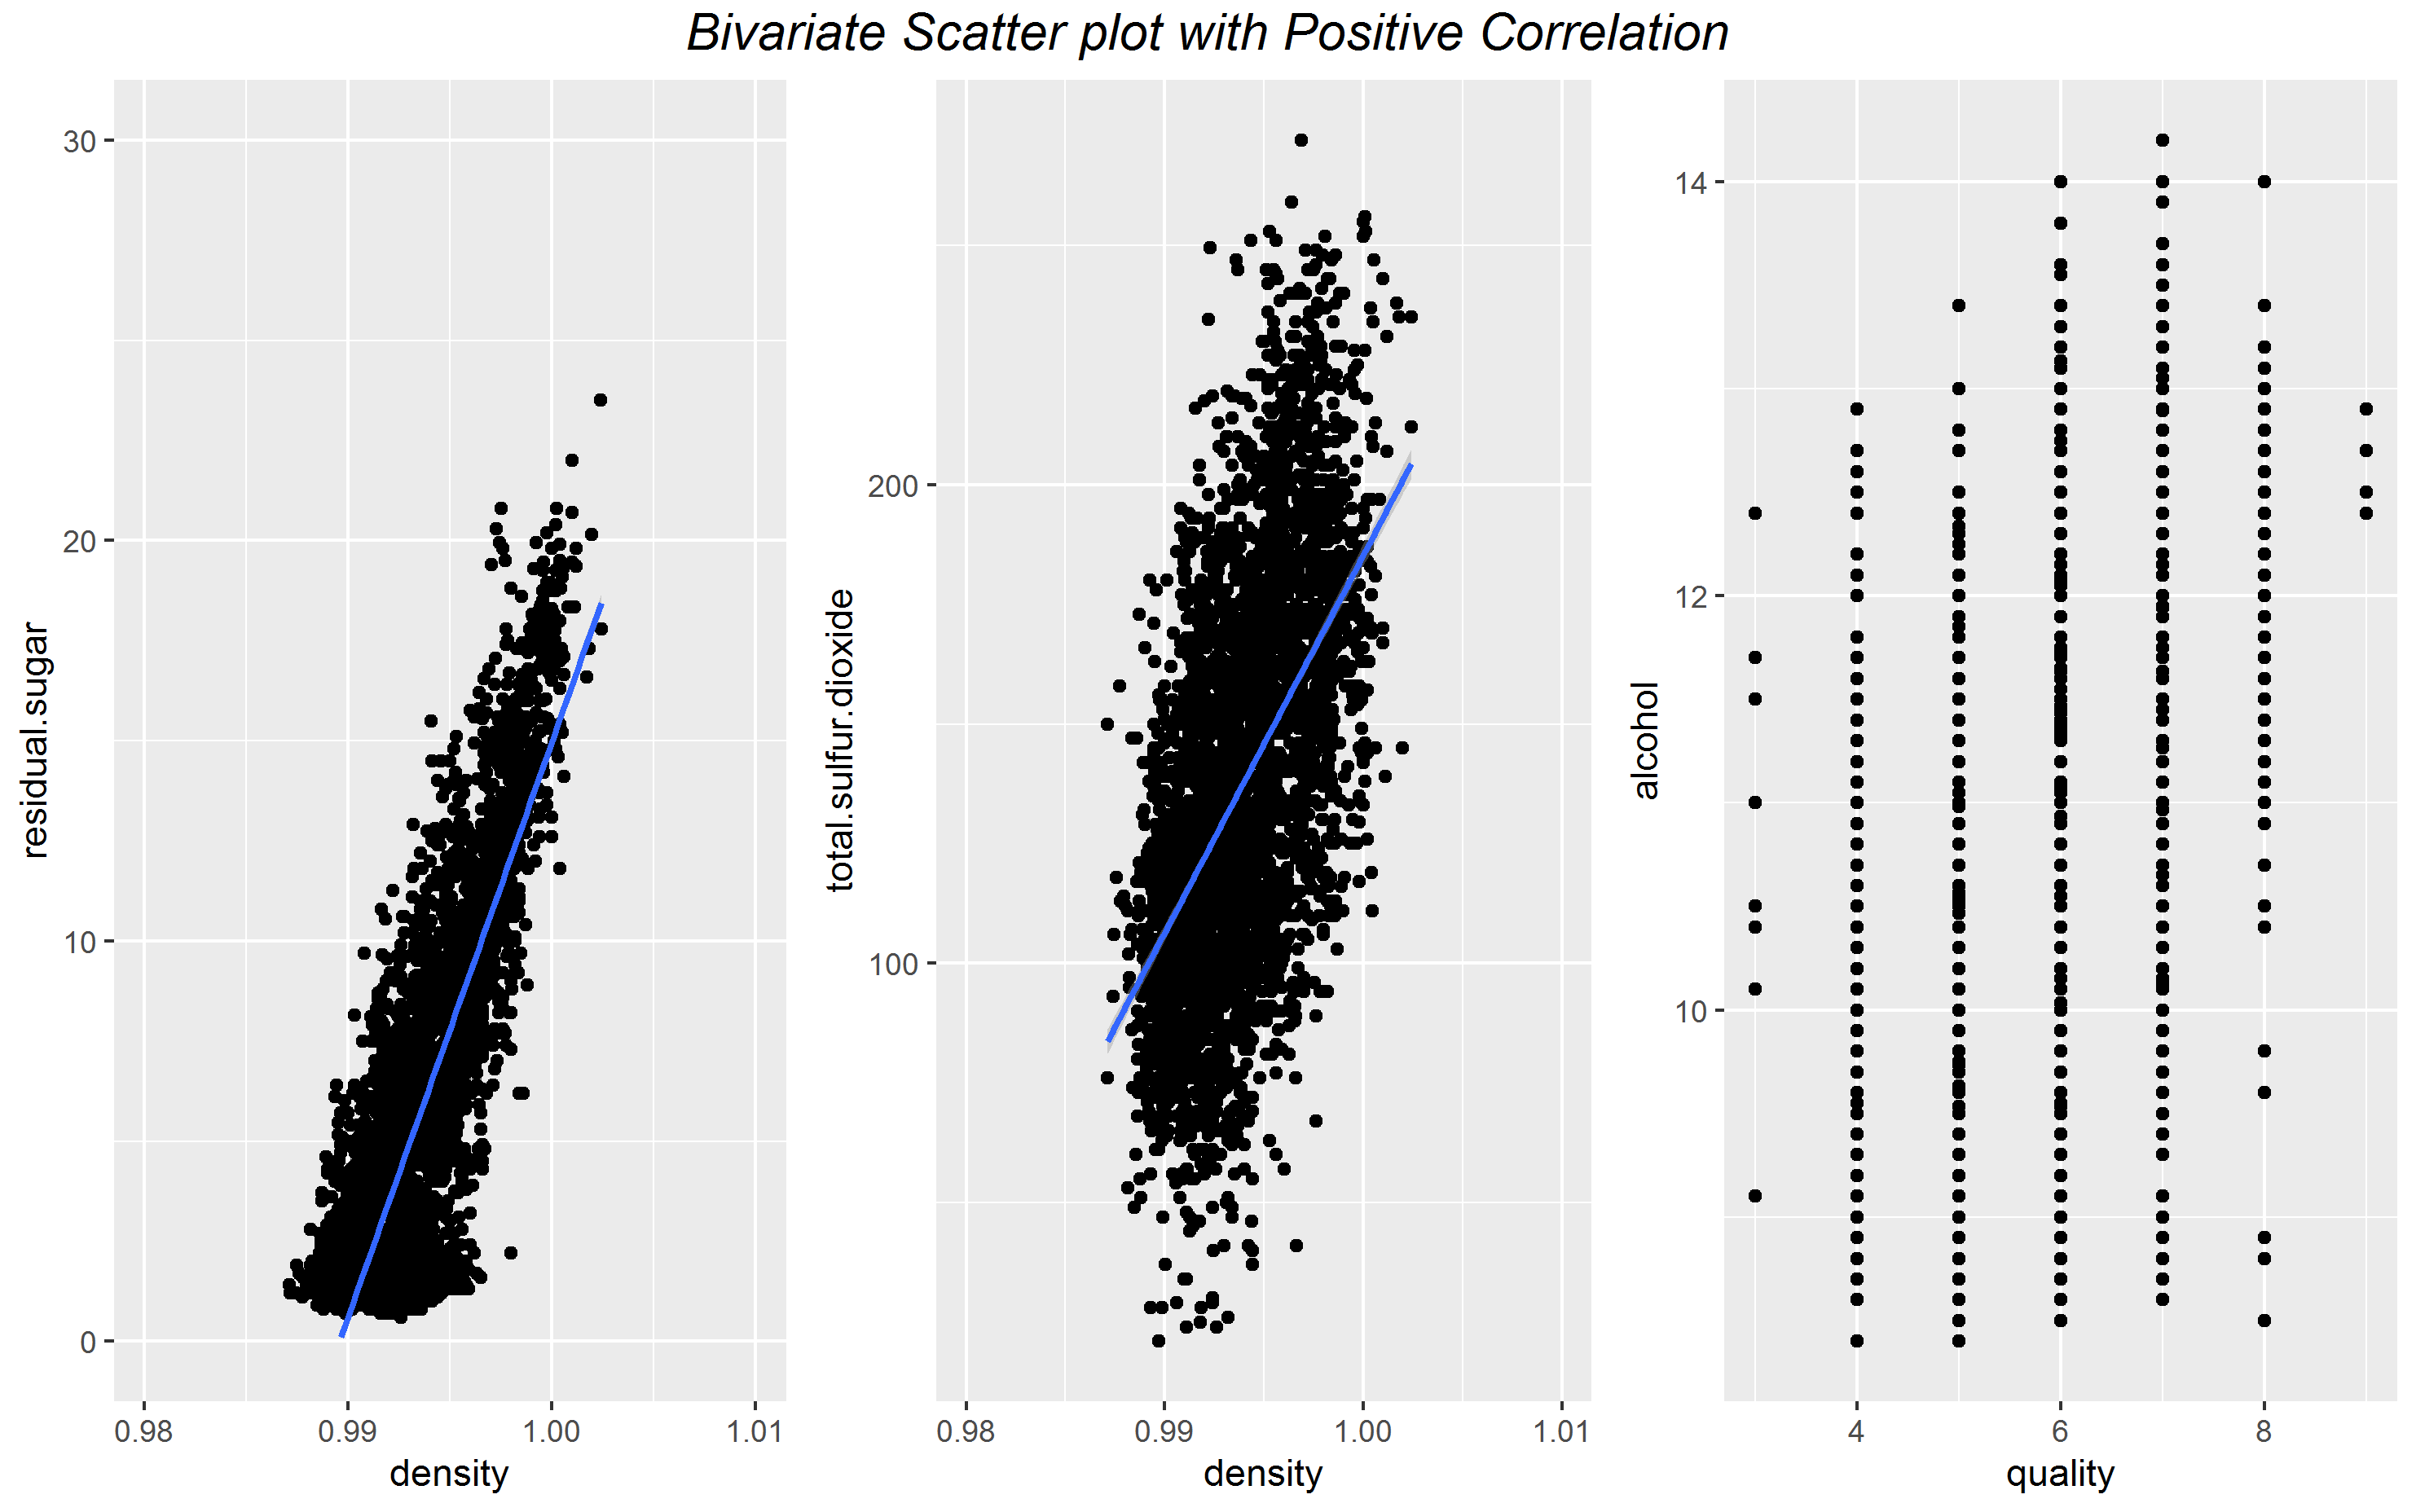 Bivariate Scatter plot with Positive Correlation
30
20
10
0
residual.sugar
0.98 0.99 1.00 1.01
density
200
100
total.sulfur.dioxide
0.98 0.99 1.00 1.01
density
14
12
10
alcohol
4 6 8
quality